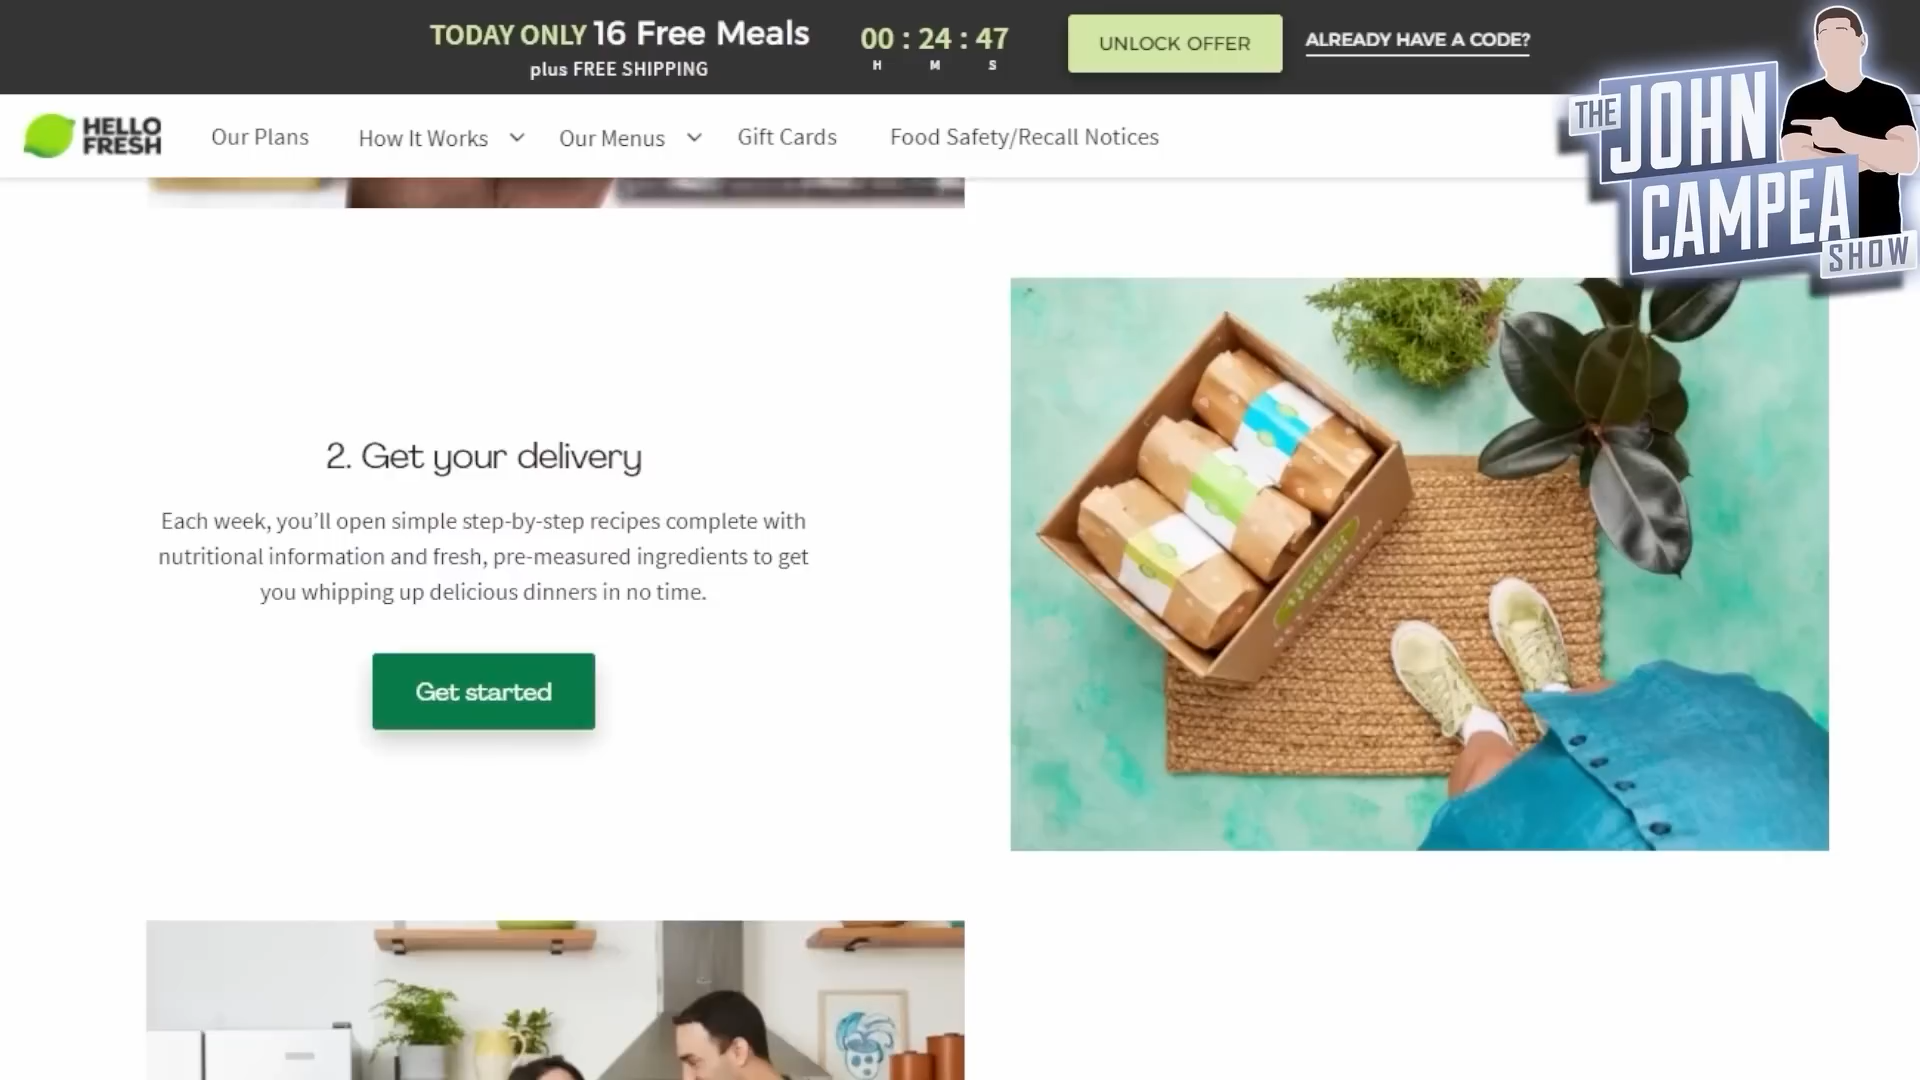 TODAY ONLY 16 Free Meals
plus FREE SHIPPING
00 : 24 : 47
H M S
UNLOCK OFFER
ALREADY HAVE A CODE?
THE
JOHN
CAMPEA
SHOW
HELLO
FRESH
Our Plans
How It Works
Our Menus
Gift Cards
Food Safety/Recall Notices
2. Get your delivery
Each week, you’ll open simple step-by-step recipes complete with
nutritional information and fresh, pre-measured ingredients to get
you whipping up delicious dinners in no time.
Get started